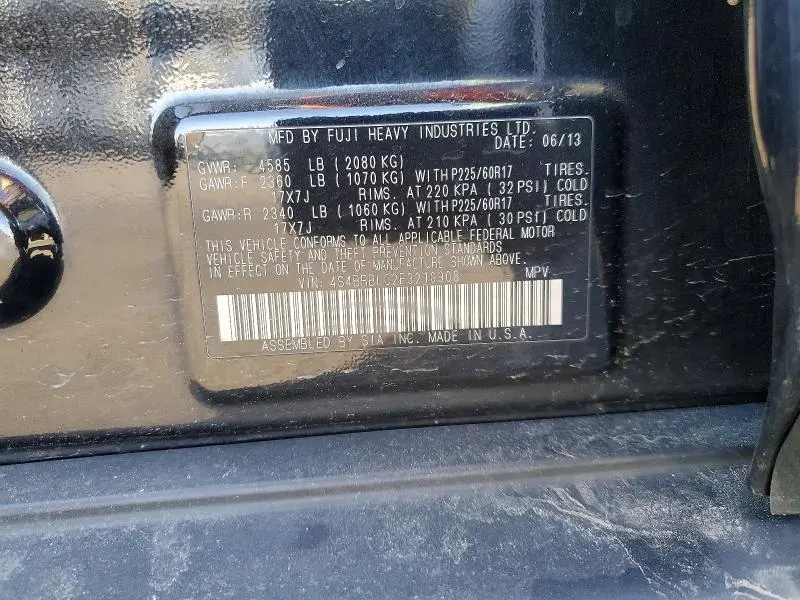 MFD BY FUJI HEAVY INDUSTRIES LTD.
DATE: 06/13
GVWR: 4585 LB (2080 KG)
GAWR:F 2360 LB (1070 KG) WITH P225/60R17 TIRES.
17X7J RIMS. AT 220 KPA (32 PSI) COLD
GAWR:R 2340 LB (1060 KG) WITH P225/60R17 TIRES.
17X7J RIMS. AT 210 KPA (30 PSI) COLD
THIS VEHICLE CONFORMS TO ALL APPLICABLE FEDERAL MOTOR
VEHICLE SAFETY AND THEFT PREVENTION STANDARDS
IN EFFECT ON THE DATE OF MANUFACTURE SHOWN ABOVE.
VIN: MPV
ASSEMBLED BY SIA INC. MADE IN U.S.A.